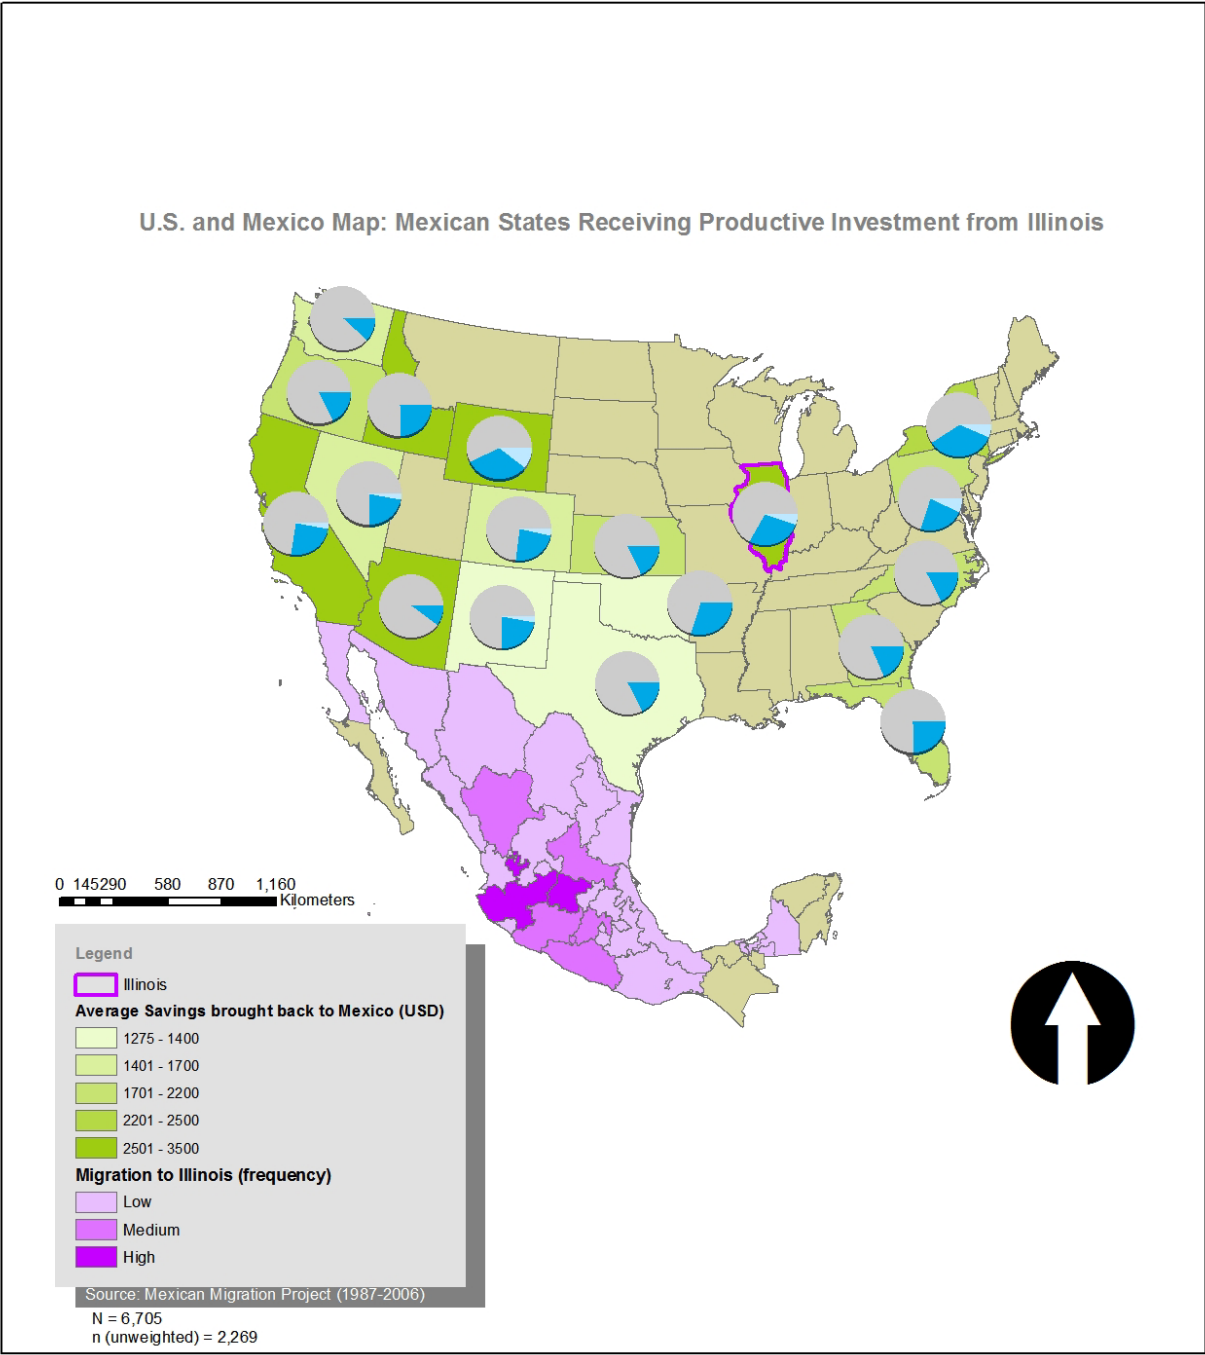 U.S. and Mexico Map: Mexican States Receiving Productive Investment from Illinois
0 145290 580 870 1,160
Kilometers
Legend
Illinois
Average Savings brought back to Mexico (USD)
1275 - 1400
1401 - 1700
1701 - 2200
2201 - 2500
2501 - 3500
Migration to Illinois (frequency)
Low
Medium
High
Source: Mexican Migration Project (1987-2006)
N = 6,705
n (unweighted) = 2,269